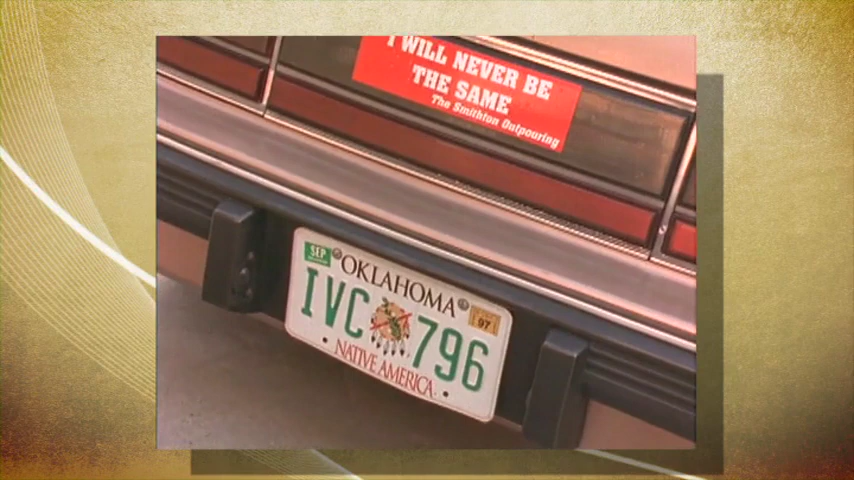 I WILL NEVER BE
THE SAME
The Smithton Outpouring
SEP
OKLAHOMA
97
IVC 796
NATIVE AMERICA